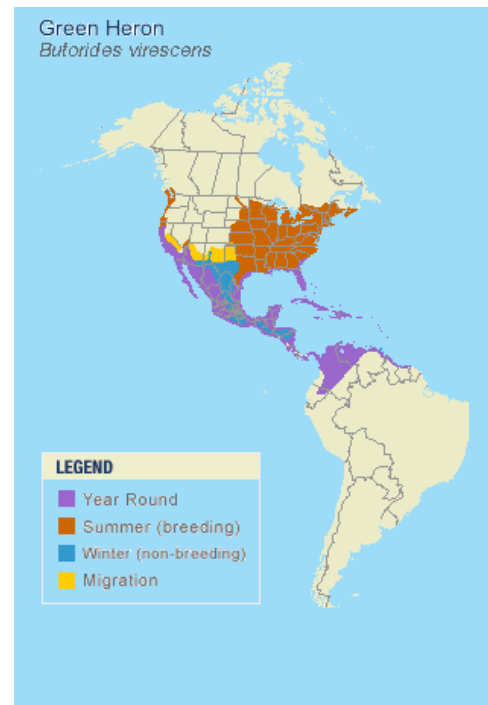 Green Heron
Butorides virescens
LEGEND
Year Round
Summer (breeding)
Winter (non-breeding)
Migration